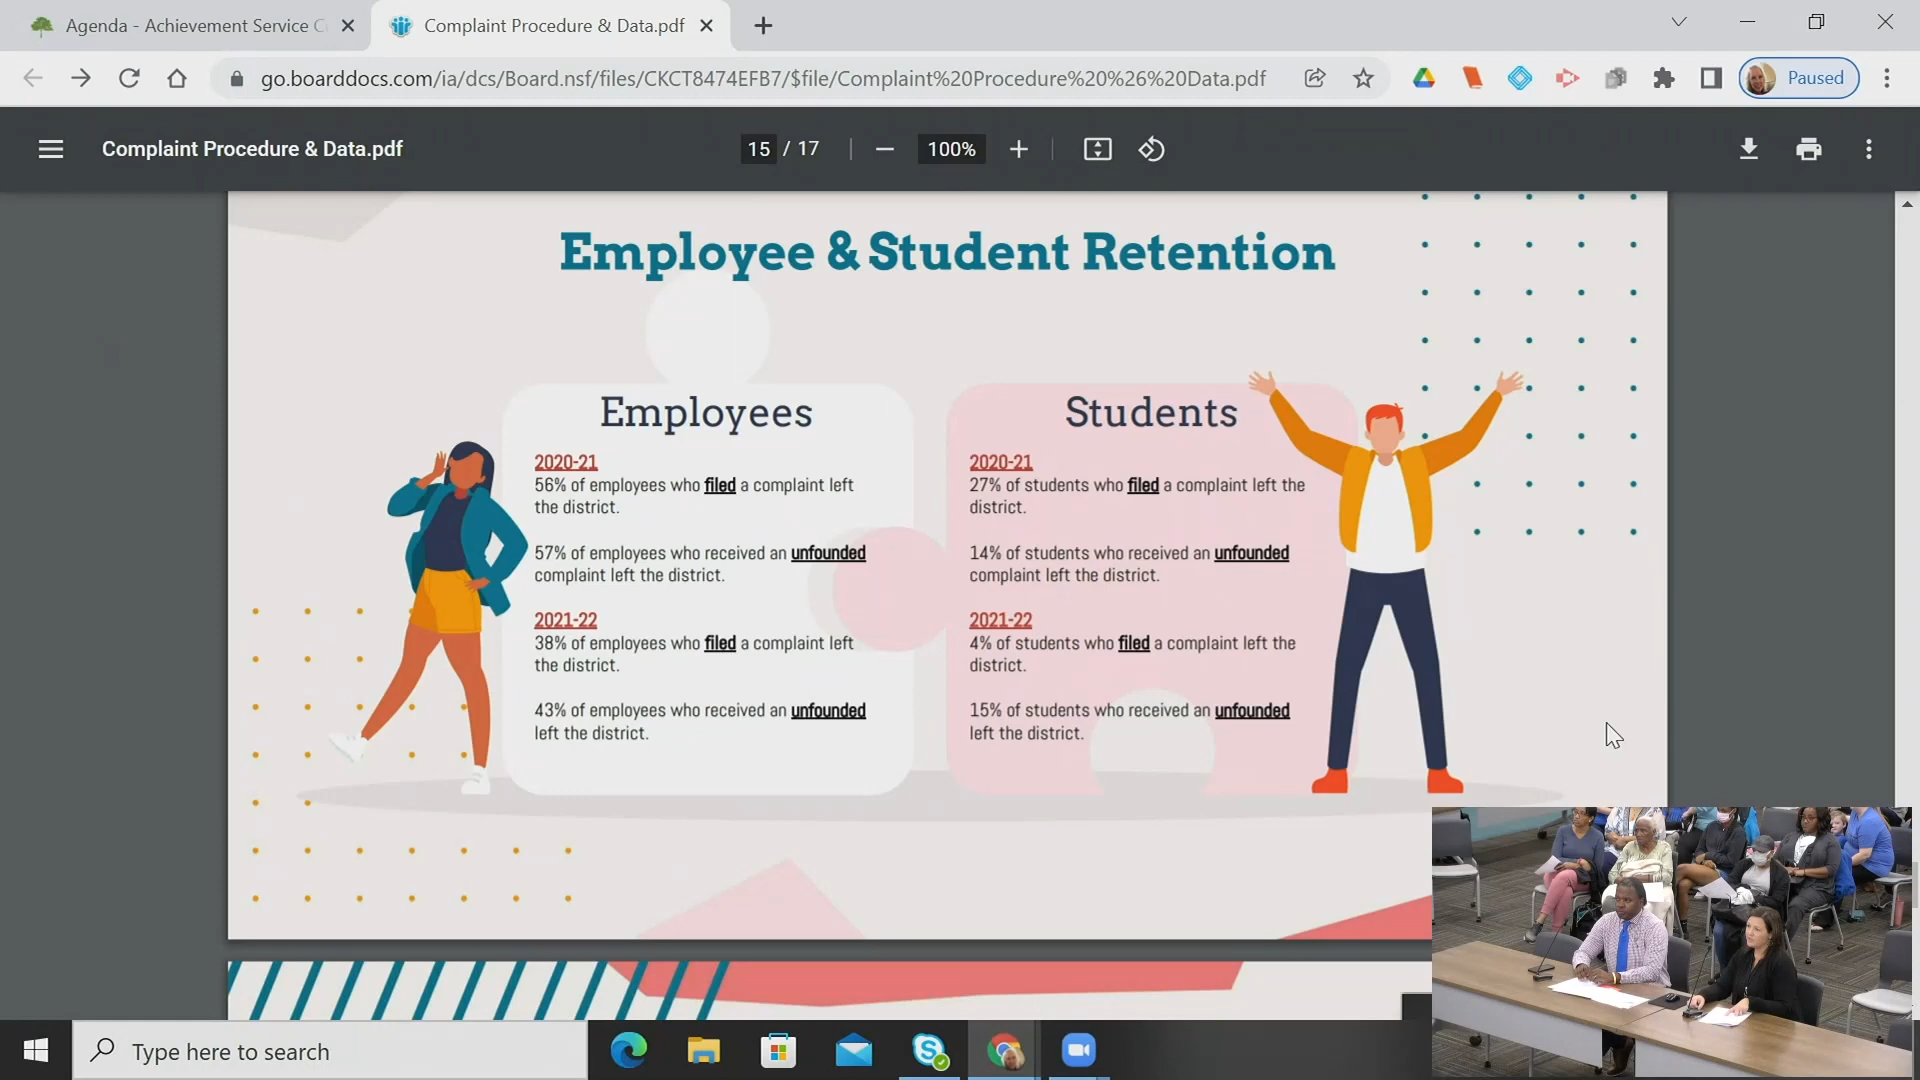 Agenda - Achievement Service C
Complaint Procedure & Data.pdf
go.boarddocs.com/ia/dcs/Board.nsf/files/CKCT8474EFB7/$file/Complaint%20Procedure%20%26%20Data.pdf
Paused
Complaint Procedure & Data.pdf
15 / 17
100%
Employee & Student Retention
Employees
2020-21
56% of employees who filed a complaint left
the district.
57% of employees who received an unfounded
complaint left the district.
2021-22
38% of employees who filed a complaint left
the district.
43% of employees who received an unfounded
left the district.
Students
2020-21
27% of students who filed a complaint left the
district.
14% of students who received an unfounded
complaint left the district.
2021-22
4% of students who filed a complaint left the
district.
15% of students who received an unfounded
left the district.
Type here to search